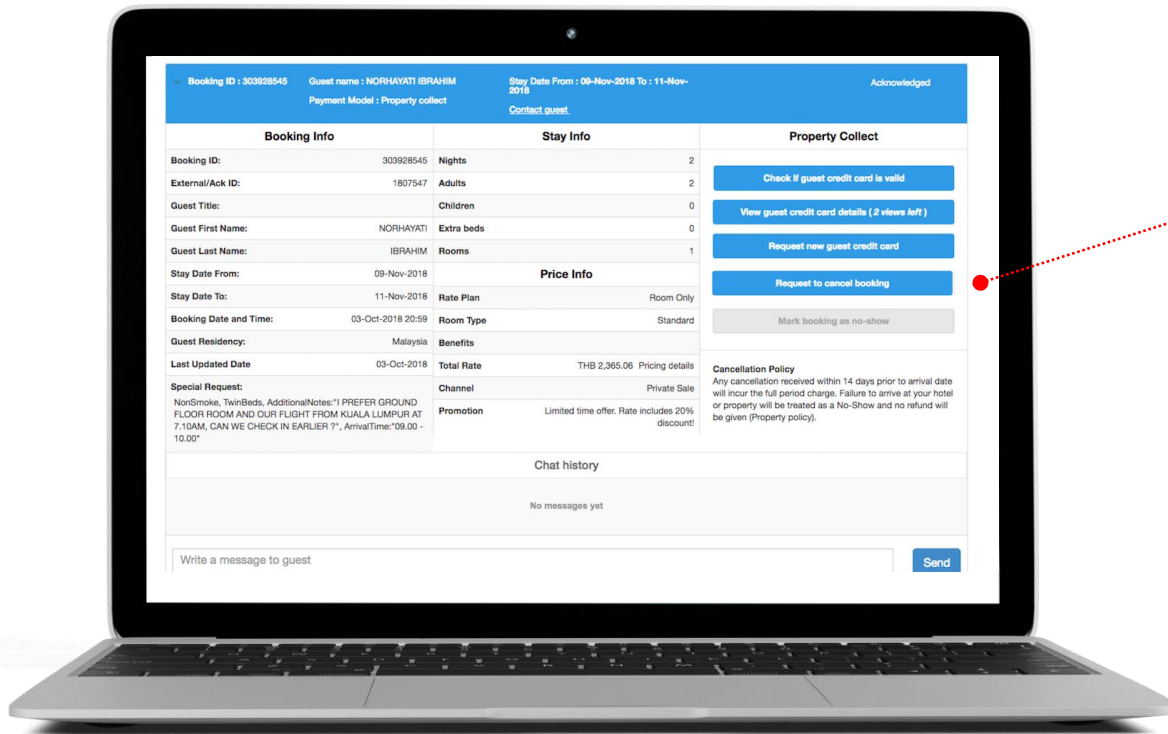 Booking ID : 303928545
Guest name : NORHAYATI IBRAHIM
Payment Model : Property collect
Stay Date From : 09-Nov-2018 To : 11-Nov-
2018
Contact guest
Acknowledged
Booking Info
Booking ID: 303928545
External/Ack ID: 1807547
Guest Title:
Guest First Name: NORHAYATI
Guest Last Name: IBRAHIM
Stay Date From: 09-Nov-2018
Stay Date To: 11-Nov-2018
Booking Date and Time: 03-Oct-2018 20:59
Guest Residency: Malaysia
Last Updated Date 03-Oct-2018
Special Request:
NonSmoke, TwinBeds, AdditionalNotes:"I PREFER GROUND
FLOOR ROOM AND OUR FLIGHT FROM KUALA LUMPUR AT
7.10AM, CAN WE CHECK IN EARLIER ?", ArrivalTime:"09.00 -
10.00"
Stay Info
Nights 2
Adults 2
Children 0
Extra beds 0
Rooms 1
Price Info
Rate Plan Room Only
Room Type Standard
Benefits
Total Rate THB 2,365.06 Pricing details
Channel Private Sale
Promotion Limited time offer. Rate includes 20%
discount!
Property Collect
Check if guest credit card is valid
View guest credit card details ( 2 views left )
Request new guest credit card
Request to cancel booking
Mark booking as no-show
Cancellation Policy
Any cancellation received within 14 days prior to arrival date
will incur the full period charge. Failure to arrive at your hotel
or property will be treated as a No-Show and no refund will
be given (Property policy).
Chat history
No messages yet
Write a message to guest
Send